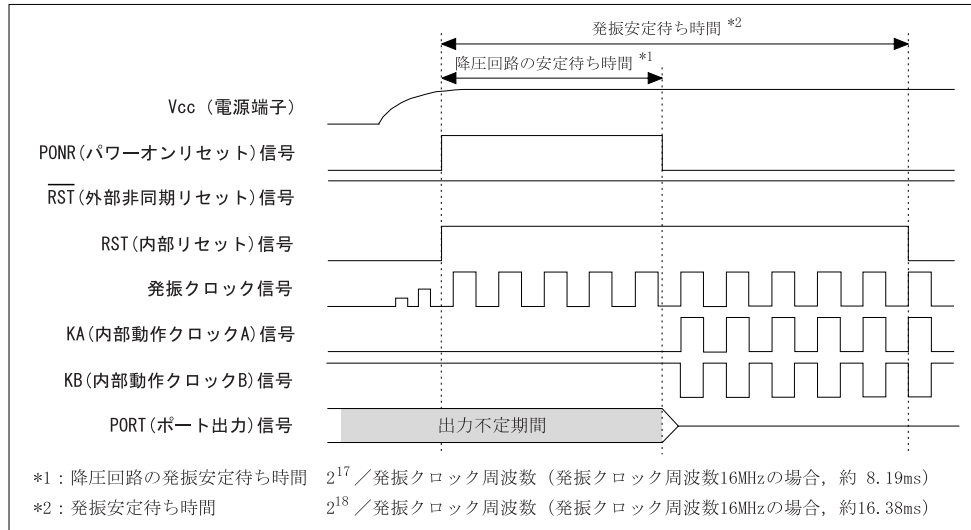 発振安定待ち時間 *2
降圧回路の安定待ち時間 *1
Vcc (電源端子)
PONR(パワーオンリセット)信号
R̅S̅T̅(外部非同期リセット)信号
RST(内部リセット)信号
発振クロック信号
KA(内部動作クロックA)信号
KB(内部動作クロックB)信号
PORT(ポート出力)信号
出力不定期間
*1：降圧回路の発振安定待ち時間 2¹⁷／発振クロック周波数（発振クロック周波数16MHzの場合，約 8.19ms）
*2：発振安定待ち時間 2¹⁸／発振クロック周波数（発振クロック周波数16MHzの場合，約16.38ms）